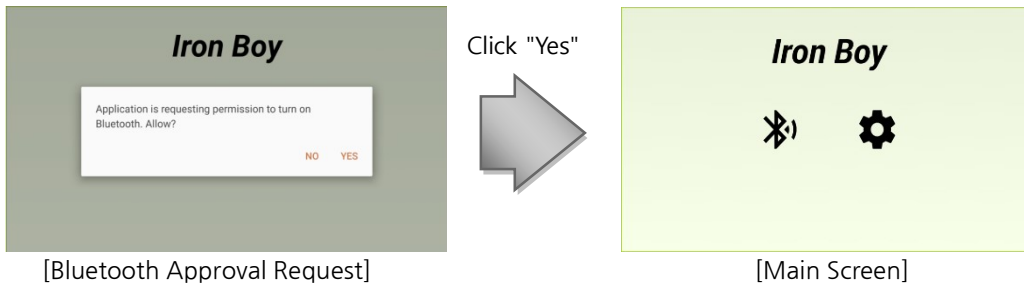 Iron Boy
Application is requesting permission to turn on
Bluetooth. Allow?
NO YES
[Bluetooth Approval Request]
Click "Yes"
Iron Boy
[Main Screen]